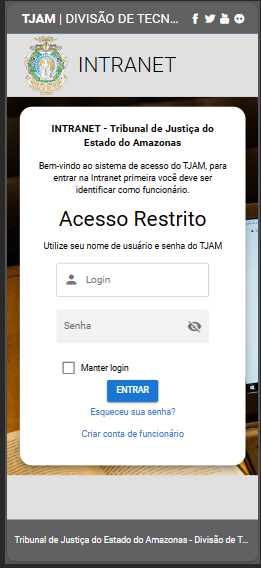 TJAM | DIVISÃO DE TECN...
INTRANET
INTRANET - Tribunal de Justiça do
Estado do Amazonas
Bem-vindo ao sistema de acesso do TJAM, para
entrar na Intranet primeira você deve ser
identificar como funcionário.
Acesso Restrito
Utilize seu nome de usuário e senha do TJAM
Login
Senha
Manter login
ENTRAR
Esqueceu sua senha?
Criar conta de funcionário
Tribunal de Justiça do Estado do Amazonas - Divisão de T...